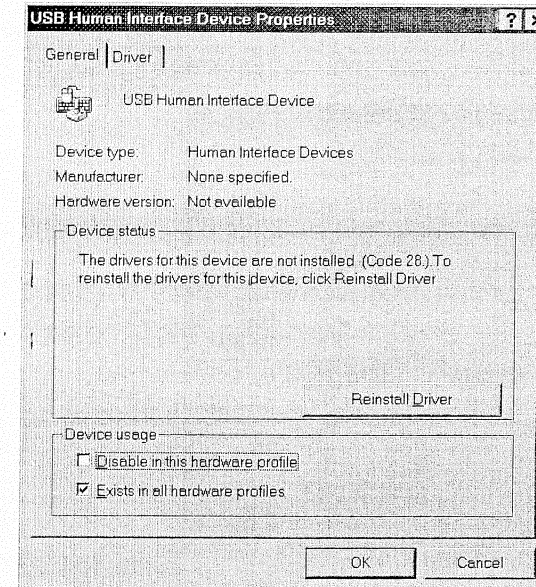 USB Human Interface Device Properties
General Driver
USB Human Interface Device
Device type: Human Interface Devices
Manufacturer: None specified.
Hardware version: Not available
Device status
The drivers for this device are not installed. (Code 28.) To
reinstall the drivers for this device, click Reinstall Driver
Reinstall Driver
Device usage
Disable in this hardware profile
Exists in all hardware profiles
OK Cancel